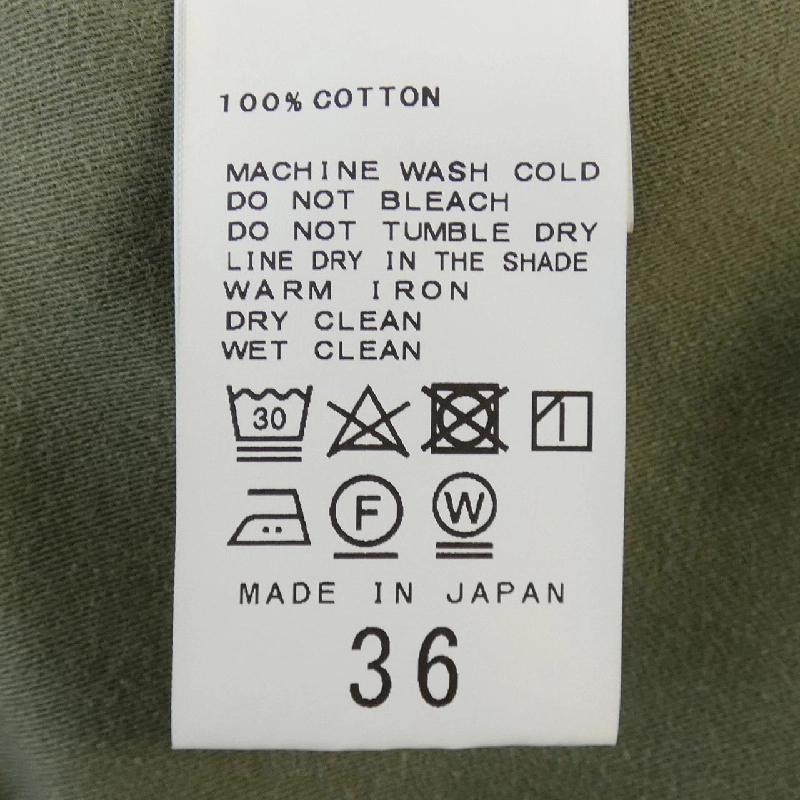 100% COTTON
MACHINE WASH COLD
DO NOT BLEACH
DO NOT TUMBLE DRY
LINE DRY IN THE SHADE
WARM IRON
DRY CLEAN
WET CLEAN
30
F W
MADE IN JAPAN
36